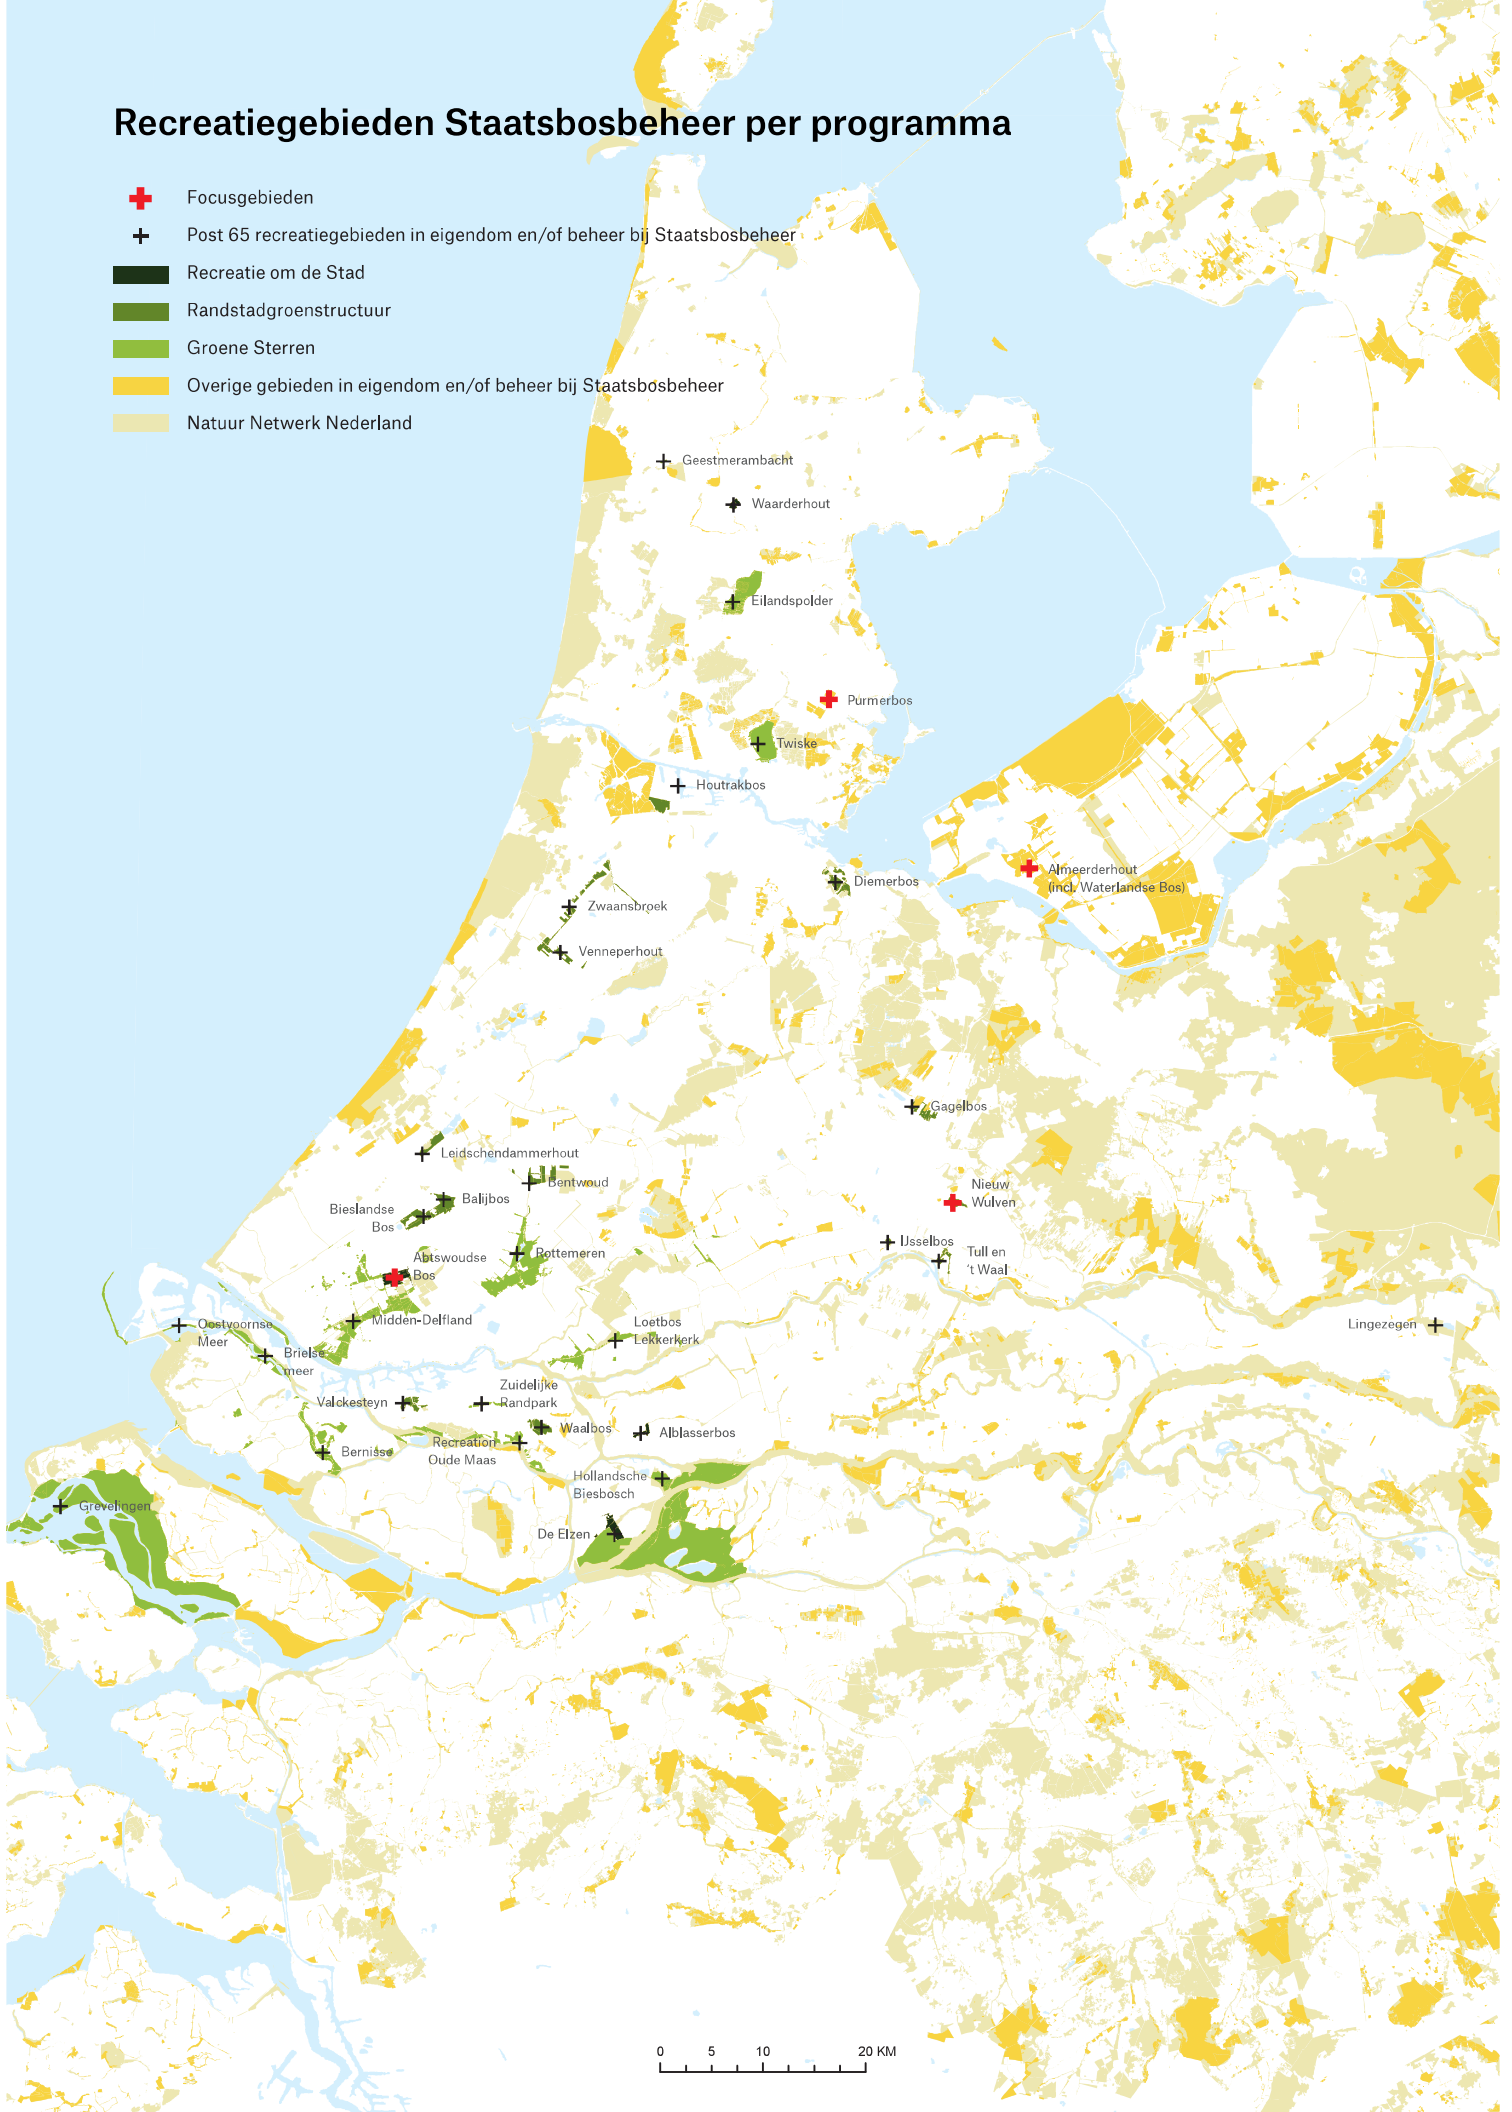 Recreatiegebieden Staatsbosbeheer per programma
Focusgebieden
Post 65 recreatiegebieden in eigendom en/of beheer bij Staatsbosbeheer
Recreatie om de Stad
Randstadgroenstructuur
Groene Sterren
Overige gebieden in eigendom en/of beheer bij Staatsbosbeheer
Natuur Netwerk Nederland
Geestmerambacht
Waarderhout
Eilandspolder
Purmerbos
Twiske
Houtrakbos
Almeerderhout
(incl. Waterlandse Bos)
Diemerbos
Zwaansbroek
Venneperhout
Gagelbos
Leidschendammerhout
Bentwoud
Balijbos
Bieslandse
Bos
Nieuw
Wulven
IJsselbos
Tull en
't Waal
Rottemeren
Abtswoudse
Bos
Midden-Delfland
Loetbos
Lekkerkerk
Lingezegen
Oostvoornse
Meer
Brielse
meer
Valckesteyn
Zuidelijke
Randpark
Waalbos
Alblasserbos
Recreation
Oude Maas
Bernisse
Hollandsche
Biesbosch
Grevelingen
De Elzen
0 5 10 20 KM